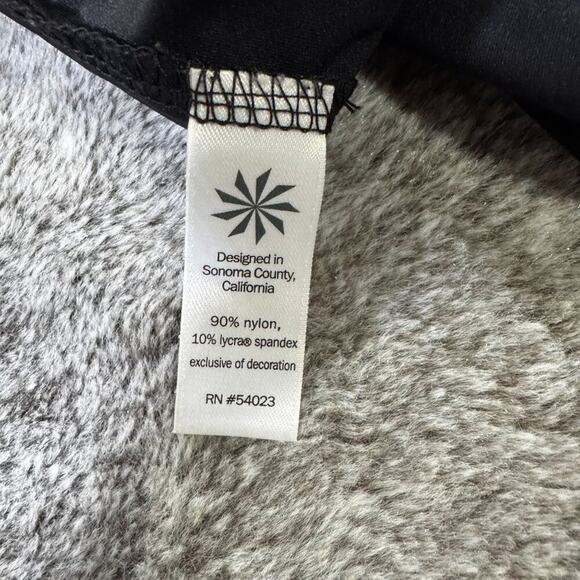 Designed in
Sonoma County,
California
90% nylon,
10% lycra® spandex
exclusive of decoration
RN #54023